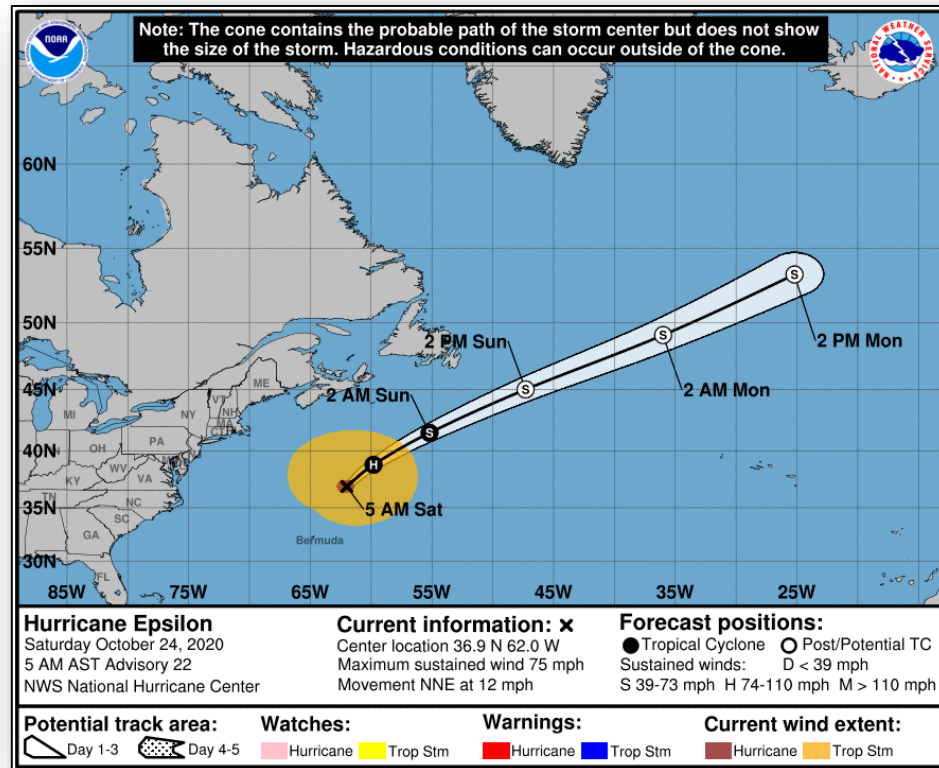 Note: The cone contains the probable path of the storm center but does not show
the size of the storm. Hazardous conditions can occur outside of the cone.
NOAA
NATIONAL WEATHER SERVICE
60N
55N
50N
45N
40N
35N
30N
85W 75W 65W 55W 45W 35W 25W
2 PM Mon
2 AM Mon
2 PM Sun
2 AM Sun
5 AM Sat
S
S
S
S
H
Bermuda
ME
VT
NH
MA
CT
NY
MI
PA
OH
WV
VA
KY
TN
NC
SC
GA
FL
Hurricane Epsilon
Saturday October 24, 2020
5 AM AST Advisory 22
NWS National Hurricane Center
Current information: x
Center location 36.9 N 62.0 W
Maximum sustained wind 75 mph
Movement NNE at 12 mph
Forecast positions:
Tropical Cyclone Post/Potential TC
Sustained winds: D < 39 mph
S 39-73 mph H 74-110 mph M > 110 mph
Potential track area:
Day 1-3 Day 4-5
Watches:
Hurricane Trop Stm
Warnings:
Hurricane Trop Stm
Current wind extent:
Hurricane Trop Stm